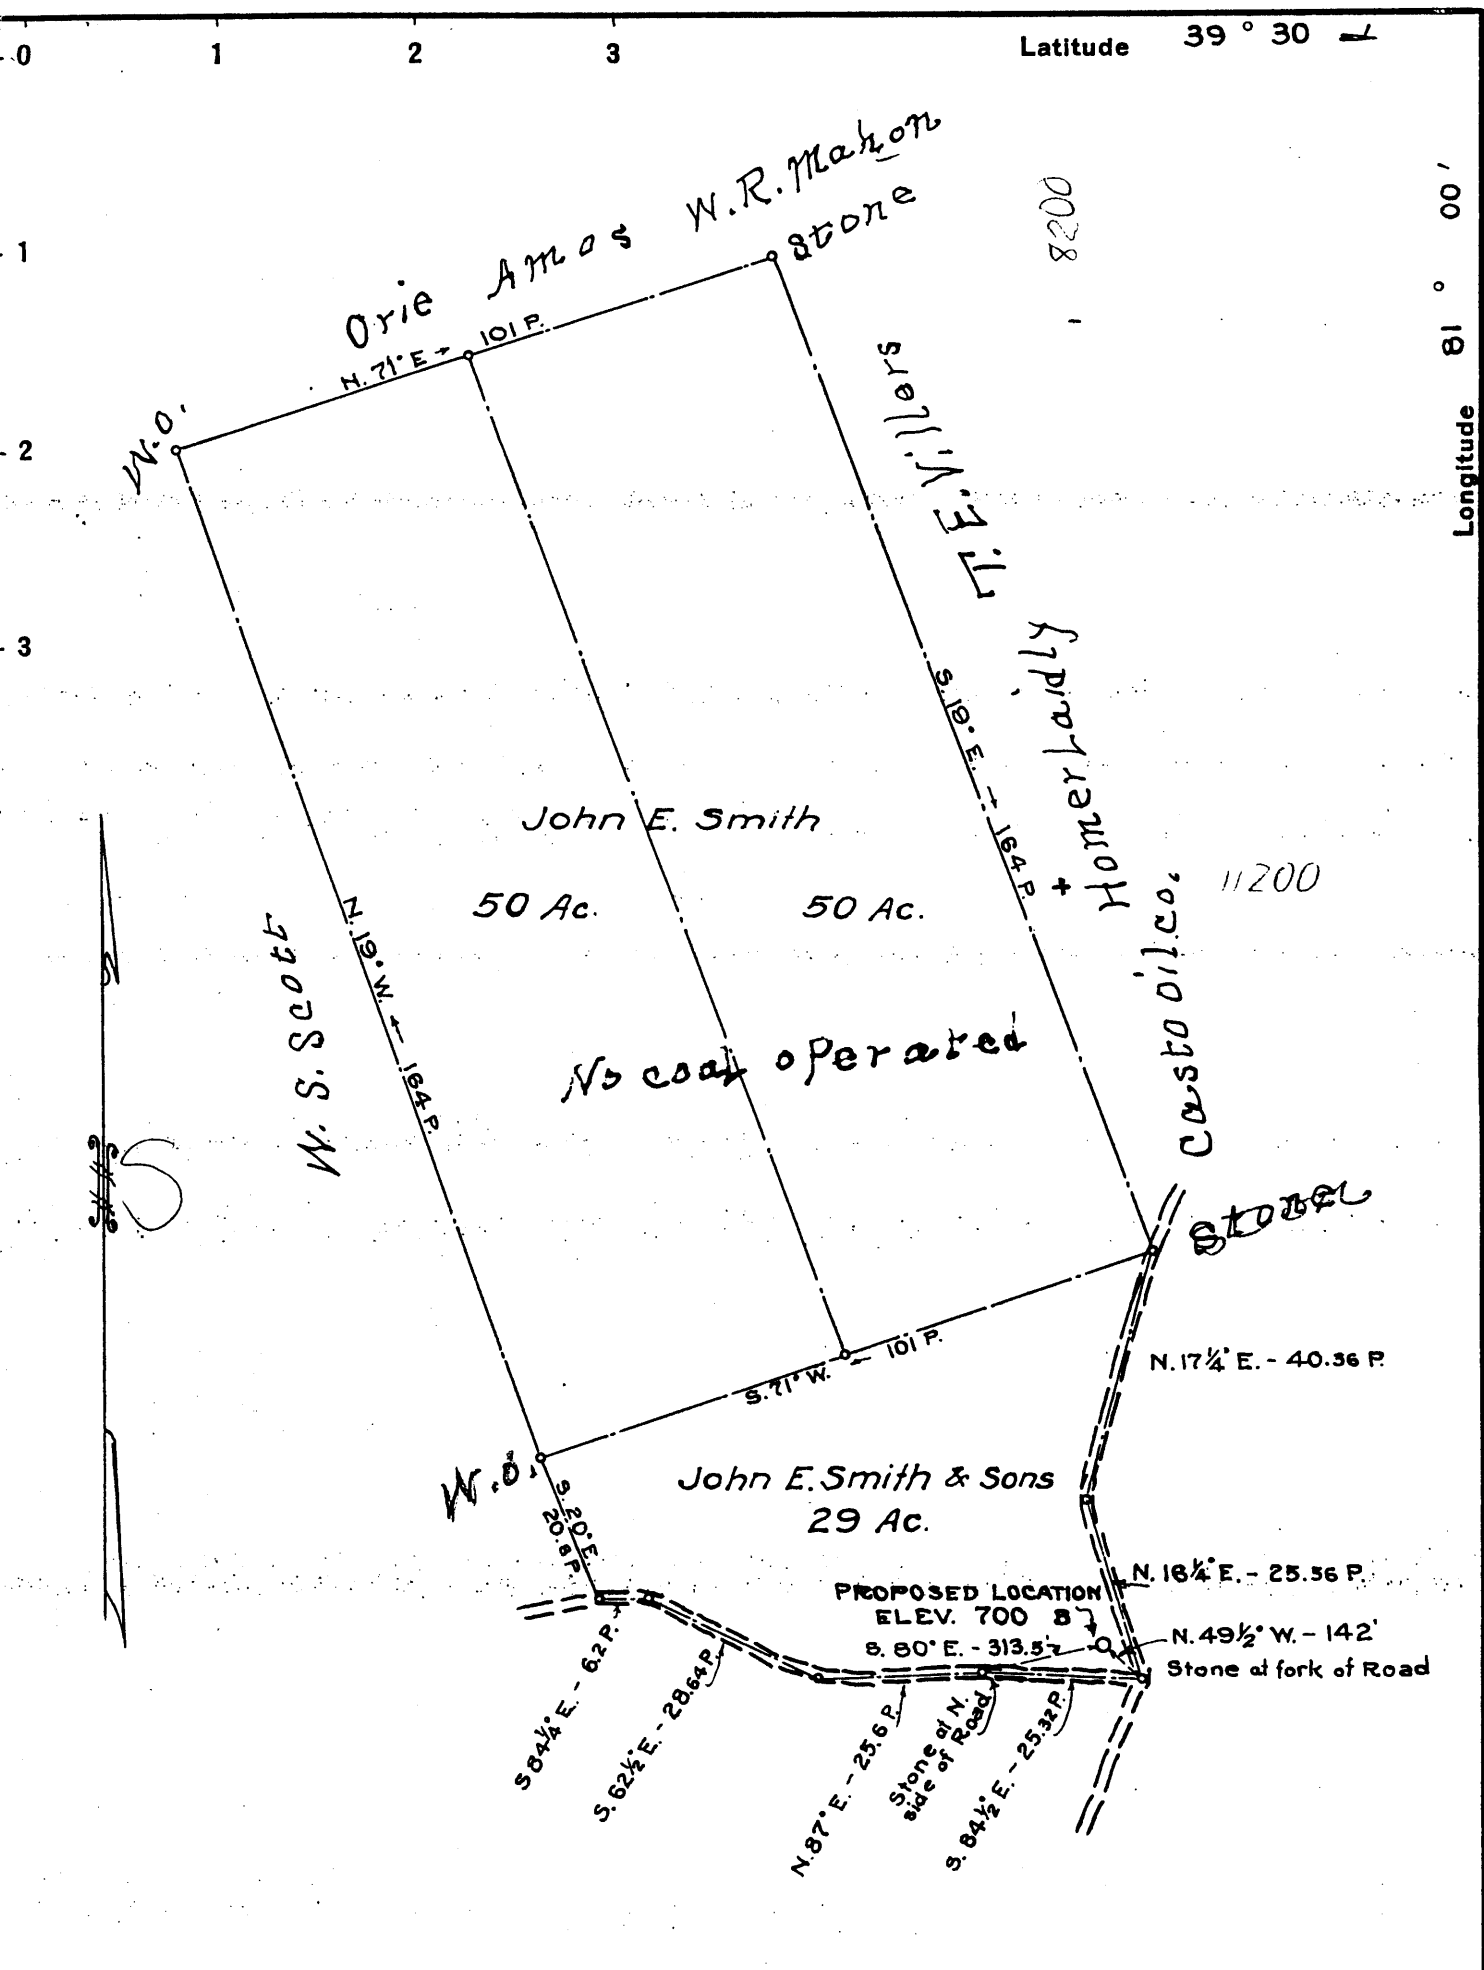 0 1 2 3
Latitude 39° 30
Longitude 81° 00'
1
2
3
W.R. Mahon
Orie Amos
Stone
8200
N. 71° E → 101 P.
W.O.
T. E. Villers
+
Homer Laidly
S. 19° E. → 164 P.
John E. Smith
50 Ac.
50 Ac.
11200
N. 19° W. ← 164 P.
W. S. Scott
No coal operated
Casto Oil Co.
Stone
S. 71° W. ← 101 P.
N. 17¼° E. - 40.36 P.
W.O.
S. 20° E.
20.8 P.
John E. Smith & Sons
29 Ac.
N. 18¼° E. - 25.56 P.
PROPOSED LOCATION
ELEV. 700 B
S. 80° E. - 313.5'
N. 49½° W. - 142'
Stone at fork of Road
S 84¼° E. - 6.2 P.
S. 62½° E. - 28.64 P.
N. 87° E. - 25.6 P.
Stone at N.
side of Road
S. 84½° E. - 25.32 P.